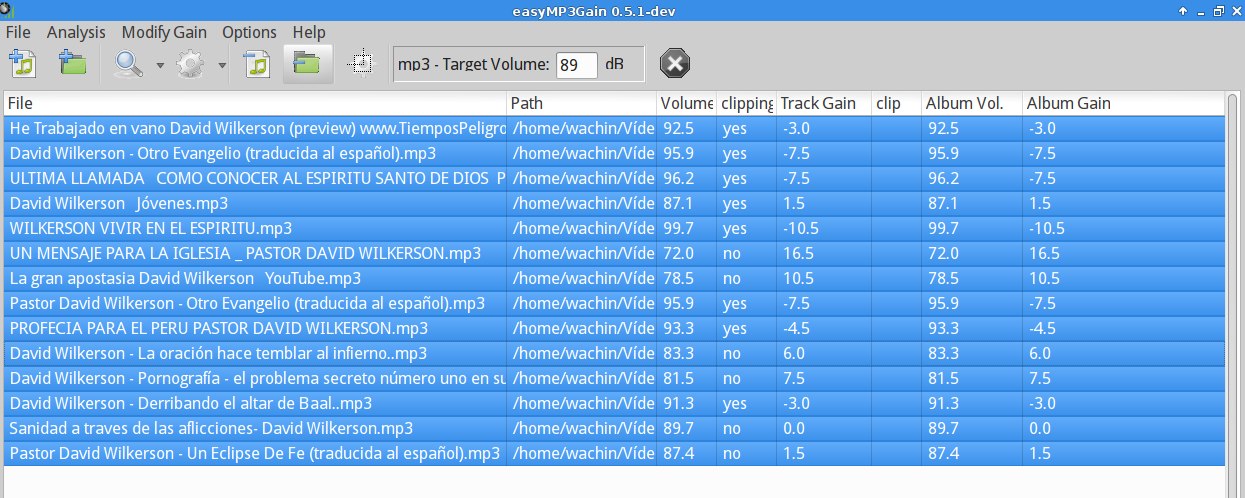 easyMP3Gain 0.5.1-dev
File Analysis Modify Gain Options Help
mp3 - Target Volume: 89 dB
File Path Volume clipping Track Gain clip Album Vol. Album Gain
He Trabajado en vano David Wilkerson (preview) www.TiemposPeligro /home/wachin/Víde 92.5 yes -3.0 92.5 -3.0
David Wilkerson - Otro Evangelio (traducida al español).mp3 /home/wachin/Víde 95.9 yes -7.5 95.9 -7.5
ULTIMA LLAMADA COMO CONOCER AL ESPIRITU SANTO DE DIOS P /home/wachin/Víde 96.2 yes -7.5 96.2 -7.5
David Wilkerson Jóvenes.mp3 /home/wachin/Víde 87.1 yes 1.5 87.1 1.5
WILKERSON VIVIR EN EL ESPIRITU.mp3 /home/wachin/Víde 99.7 yes -10.5 99.7 -10.5
UN MENSAJE PARA LA IGLESIA _ PASTOR DAVID WILKERSON.mp3 /home/wachin/Víde 72.0 no 16.5 72.0 16.5
La gran apostasia David Wilkerson YouTube.mp3 /home/wachin/Víde 78.5 no 10.5 78.5 10.5
Pastor David Wilkerson - Otro Evangelio (traducida al español).mp3 /home/wachin/Víde 95.9 yes -7.5 95.9 -7.5
PROFECIA PARA EL PERU PASTOR DAVID WILKERSON.mp3 /home/wachin/Víde 93.3 yes -4.5 93.3 -4.5
David Wilkerson - La oración hace temblar al infierno..mp3 /home/wachin/Víde 83.3 no 6.0 83.3 6.0
David Wilkerson - Pornografía - el problema secreto número uno en su /home/wachin/Víde 81.5 no 7.5 81.5 7.5
David Wilkerson - Derribando el altar de Baal..mp3 /home/wachin/Víde 91.3 yes -3.0 91.3 -3.0
Sanidad a traves de las aflicciones- David Wilkerson.mp3 /home/wachin/Víde 89.7 no 0.0 89.7 0.0
Pastor David Wilkerson - Un Eclipse De Fe (traducida al español).mp3 /home/wachin/Víde 87.4 no 1.5 87.4 1.5